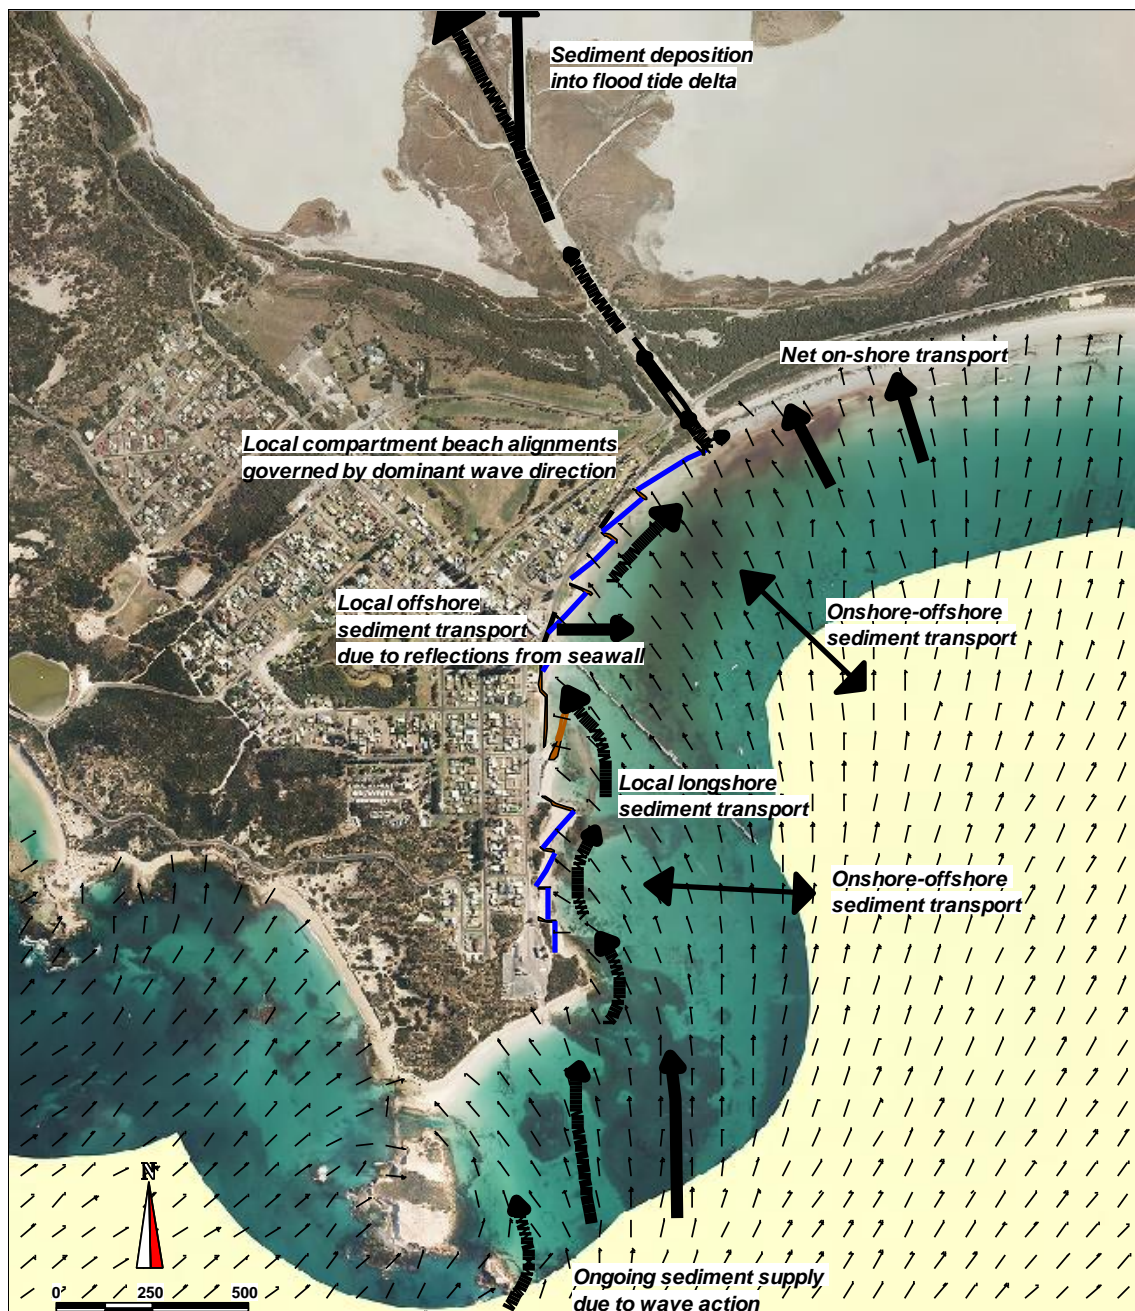 Sediment deposition
into flood tide delta
Net on-shore transport
Local compartment beach alignments
governed by dominant wave direction
Local offshore
sediment transport
due to reflections from seawall
Onshore-offshore
sediment transport
Local longshore
sediment transport
Onshore-offshore
sediment transport
N
Ongoing sediment supply
due to wave action
0 250 500